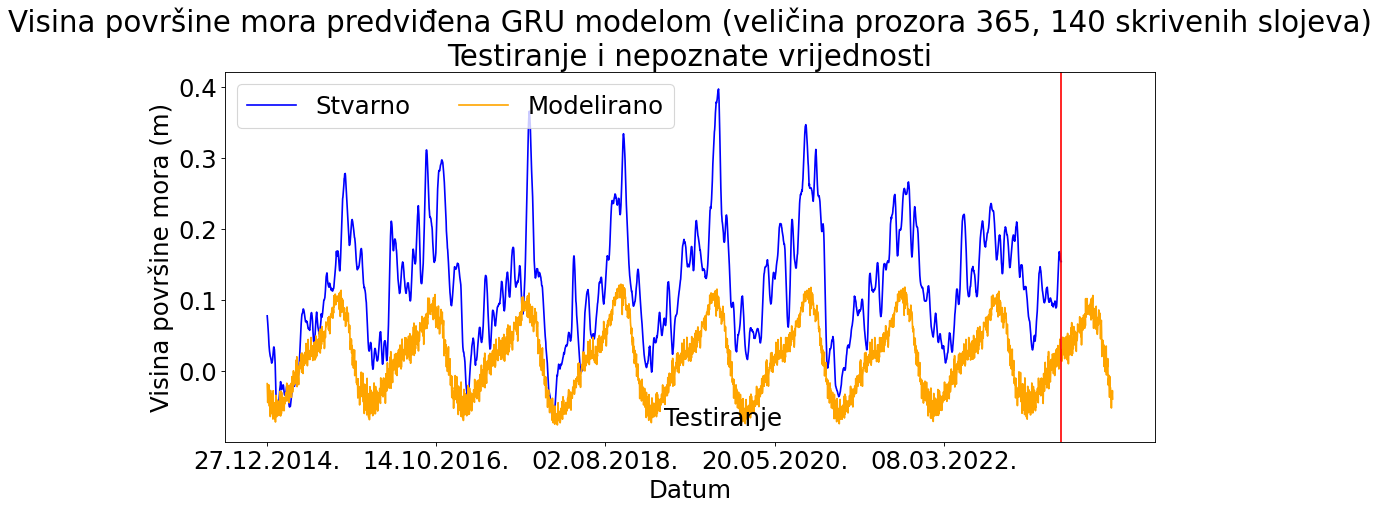 Visina površine mora predviđena GRU modelom (veličina prozora 365, 140 skrivenih slojeva)
Testiranje i nepoznate vrijednosti
Stvarno Modelirano
Visina površine mora (m)
0.4
0.3
0.2
0.1
0.0
Testiranje
27.12.2014. 14.10.2016. 02.08.2018. 20.05.2020. 08.03.2022.
Datum